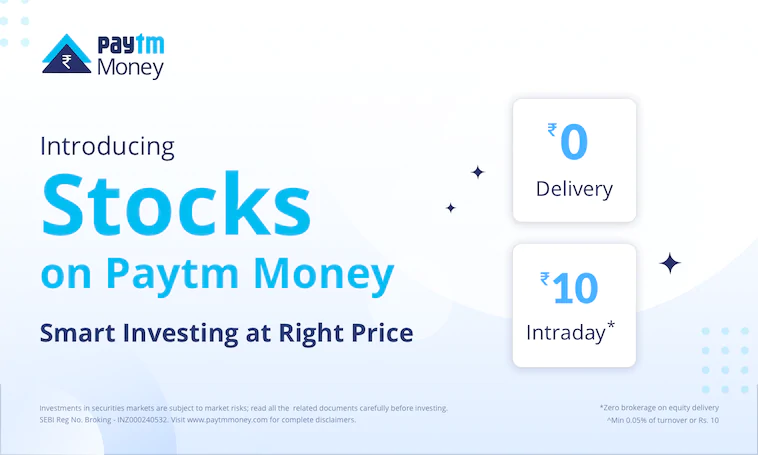 ₹
paytm
Money
Introducing
Stocks
on Paytm Money
Smart Investing at Right Price
₹0
Delivery
₹10
Intraday*
Investments in securities markets are subject to market risks; read all the related documents carefully before investing.
SEBI Reg No. Broking - INZ000240532. Visit www.paytmmoney.com for complete disclaimers.
*Zero brokerage on equity delivery
^Min 0.05% of turnover or Rs. 10